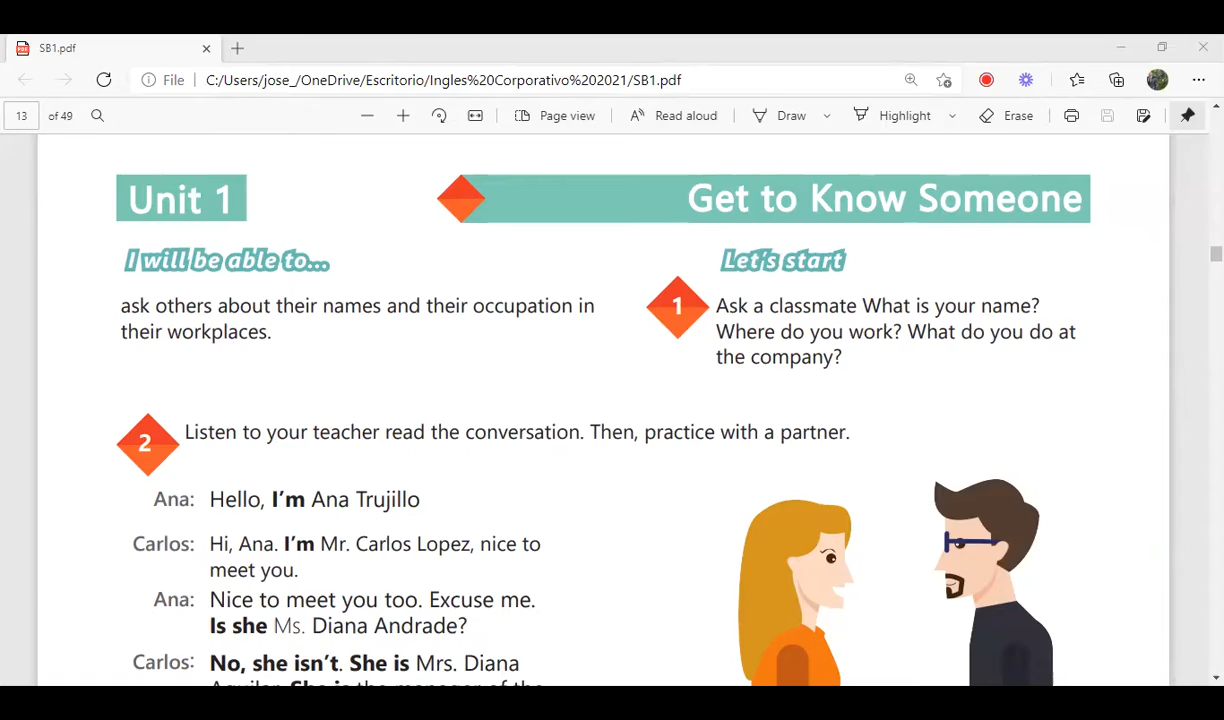 SB1.pdf
File C:/Users/jose_/OneDrive/Escritorio/Ingles%20Corporativo%202021/SB1.pdf
13 of 49 Page view Read aloud Draw Highlight Erase
Unit 1
Get to Know Someone
I will be able to...
ask others about their names and their occupation in
their workplaces.
Let's start
1
Ask a classmate What is your name?
Where do you work? What do you do at
the company?
2
Listen to your teacher read the conversation. Then, practice with a partner.
Ana: Hello, I'm Ana Trujillo
Carlos: Hi, Ana. I'm Mr. Carlos Lopez, nice to
meet you.
Ana: Nice to meet you too. Excuse me.
Is she Ms. Diana Andrade?
Carlos: No, she isn't. She is Mrs. Diana